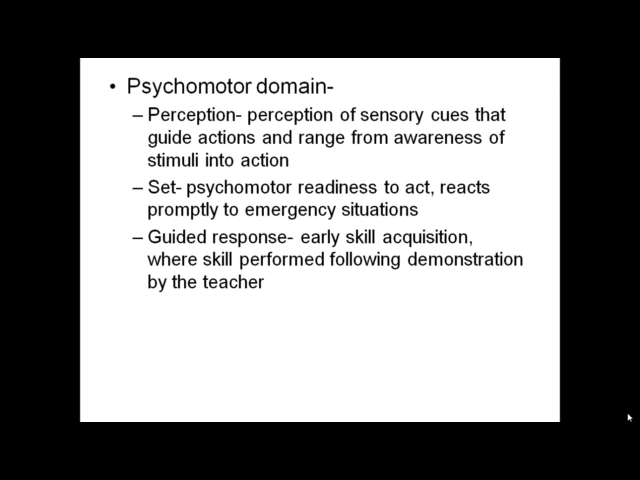 • Psychomotor domain-
– Perception- perception of sensory cues that
guide actions and range from awareness of
stimuli into action
– Set- psychomotor readiness to act, reacts
promptly to emergency situations
– Guided response- early skill acquisition,
where skill performed following demonstration
by the teacher